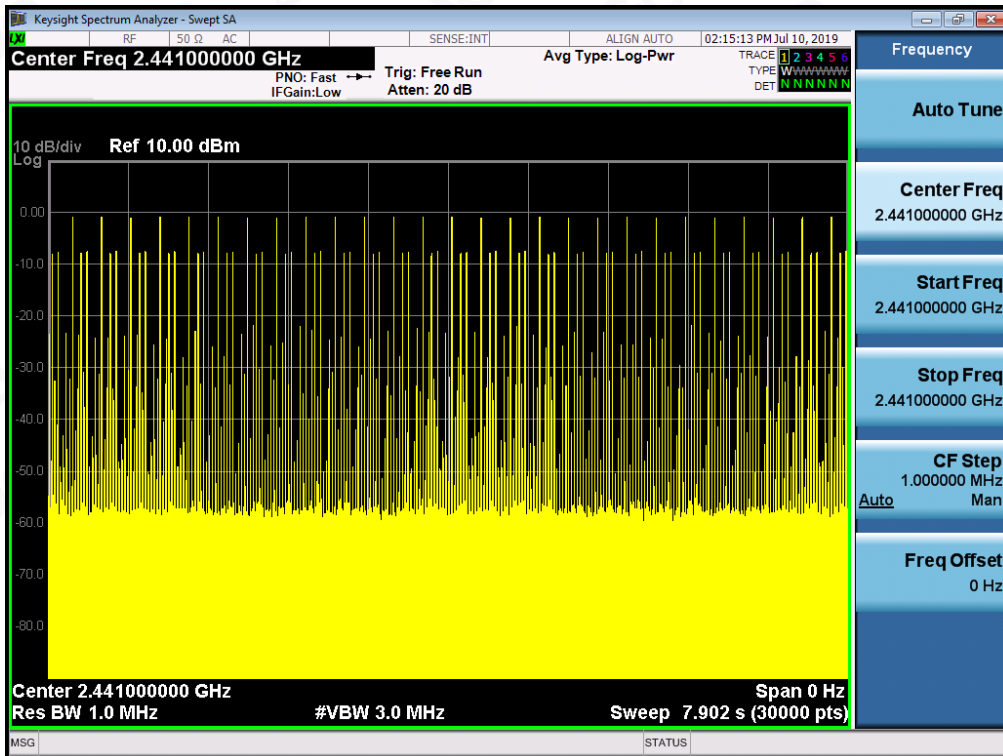 Keysight Spectrum Analyzer - Swept SA
LXI RF 50 Ω AC SENSE:INT ALIGN AUTO 02:15:13 PM Jul 10, 2019
Center Freq 2.441000000 GHz
PNO: Fast
IFGain:Low
Trig: Free Run
Atten: 20 dB
Avg Type: Log-Pwr
TRACE 1 2 3 4 5 6
TYPE WWWWWW
DET N N N N N N
10 dB/div
Log
Ref 10.00 dBm
0.00
-10.0
-20.0
-30.0
-40.0
-50.0
-60.0
-70.0
-80.0
Center 2.441000000 GHz
Span 0 Hz
Res BW 1.0 MHz
#VBW 3.0 MHz
Sweep 7.902 s (30000 pts)
MSG
STATUS
Frequency
Auto Tune
Center Freq
2.441000000 GHz
Start Freq
2.441000000 GHz
Stop Freq
2.441000000 GHz
CF Step
1.000000 MHz
Auto Man
Freq Offset
0 Hz